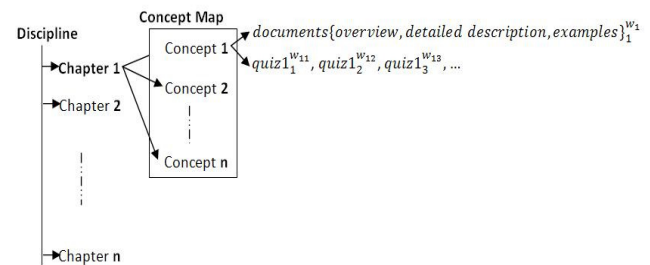 Concept Map
Discipline
Concept 1
documents{overview, detailed description, examples}₁^w₁
quiz1₁^w₁₁, quiz1₂^w₁₂, quiz1₃^w₁₃, ...
Chapter 1
Concept 2
Chapter 2
Concept n
Chapter n